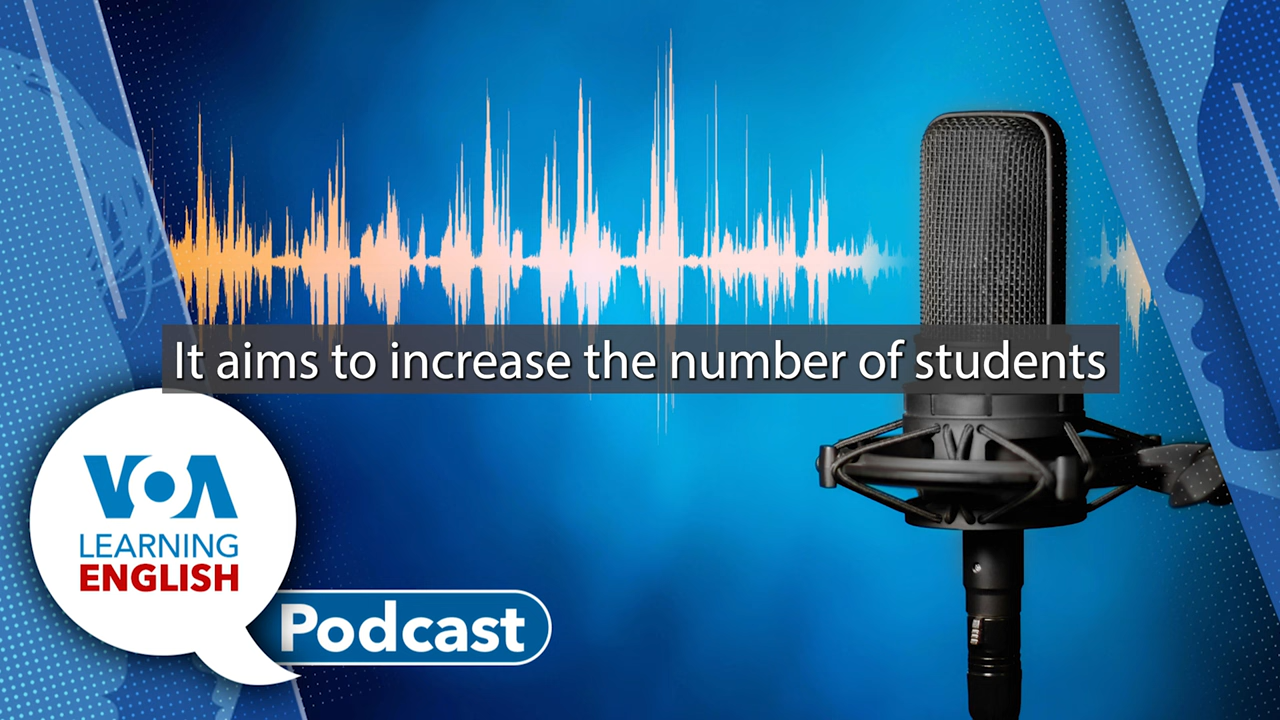 It aims to increase the number of students
VOA
LEARNING
ENGLISH
Podcast